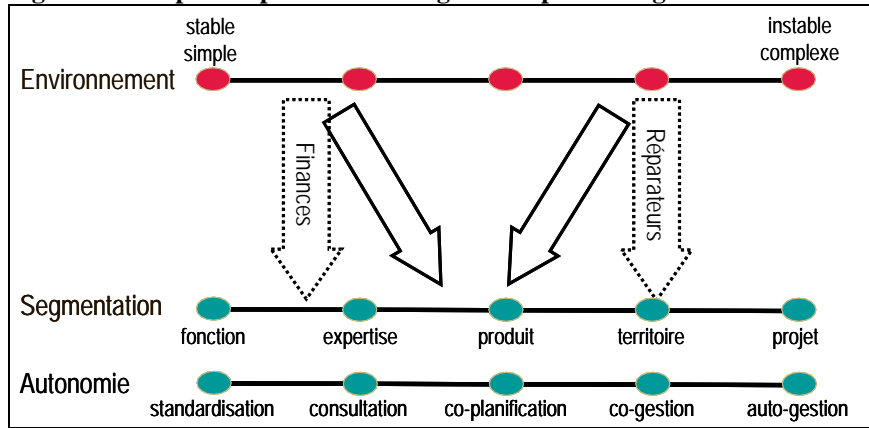 stable
instable
simple
complexe
Environnement
Finances
Réparateurs
Segmentation
fonction
expertise
produit
territoire
projet
Autonomie
standardisation
consultation
co-planification
co-gestion
auto-gestion